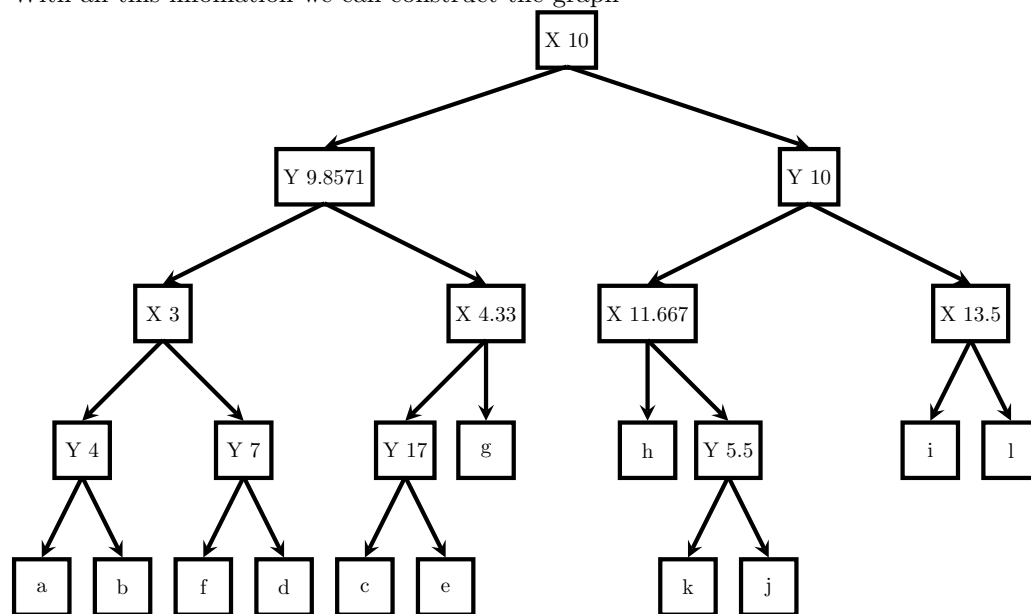 With all this infomation we can construct the graph
X 10
Y 9.8571
Y 10
X 3
X 4.33
X 11.667
X 13.5
Y 4
Y 7
Y 17
g
h
Y 5.5
i
l
a
b
f
d
c
e
k
j